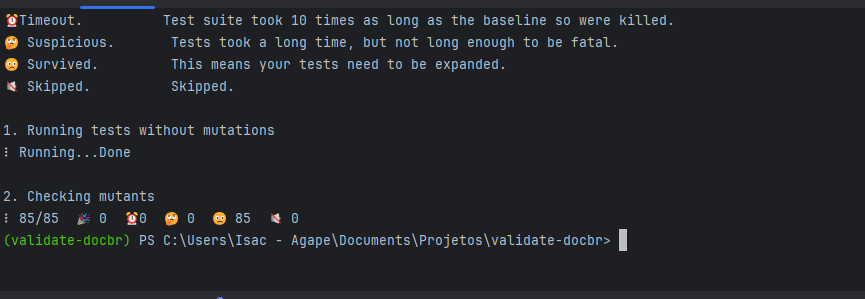 ⏰Timeout. Test suite took 10 times as long as the baseline so were killed.
🤔 Suspicious. Tests took a long time, but not long enough to be fatal.
🙁 Survived. This means your tests need to be expanded.
🔇 Skipped. Skipped.
1. Running tests without mutations
⠇ Running...Done
2. Checking mutants
⠇ 85/85 🎉 0 ⏰0 🤔 0 🙁 85 🔇 0
(validate-docbr) PS C:\Users\Isac - Agape\Documents\Projetos\validate-docbr>